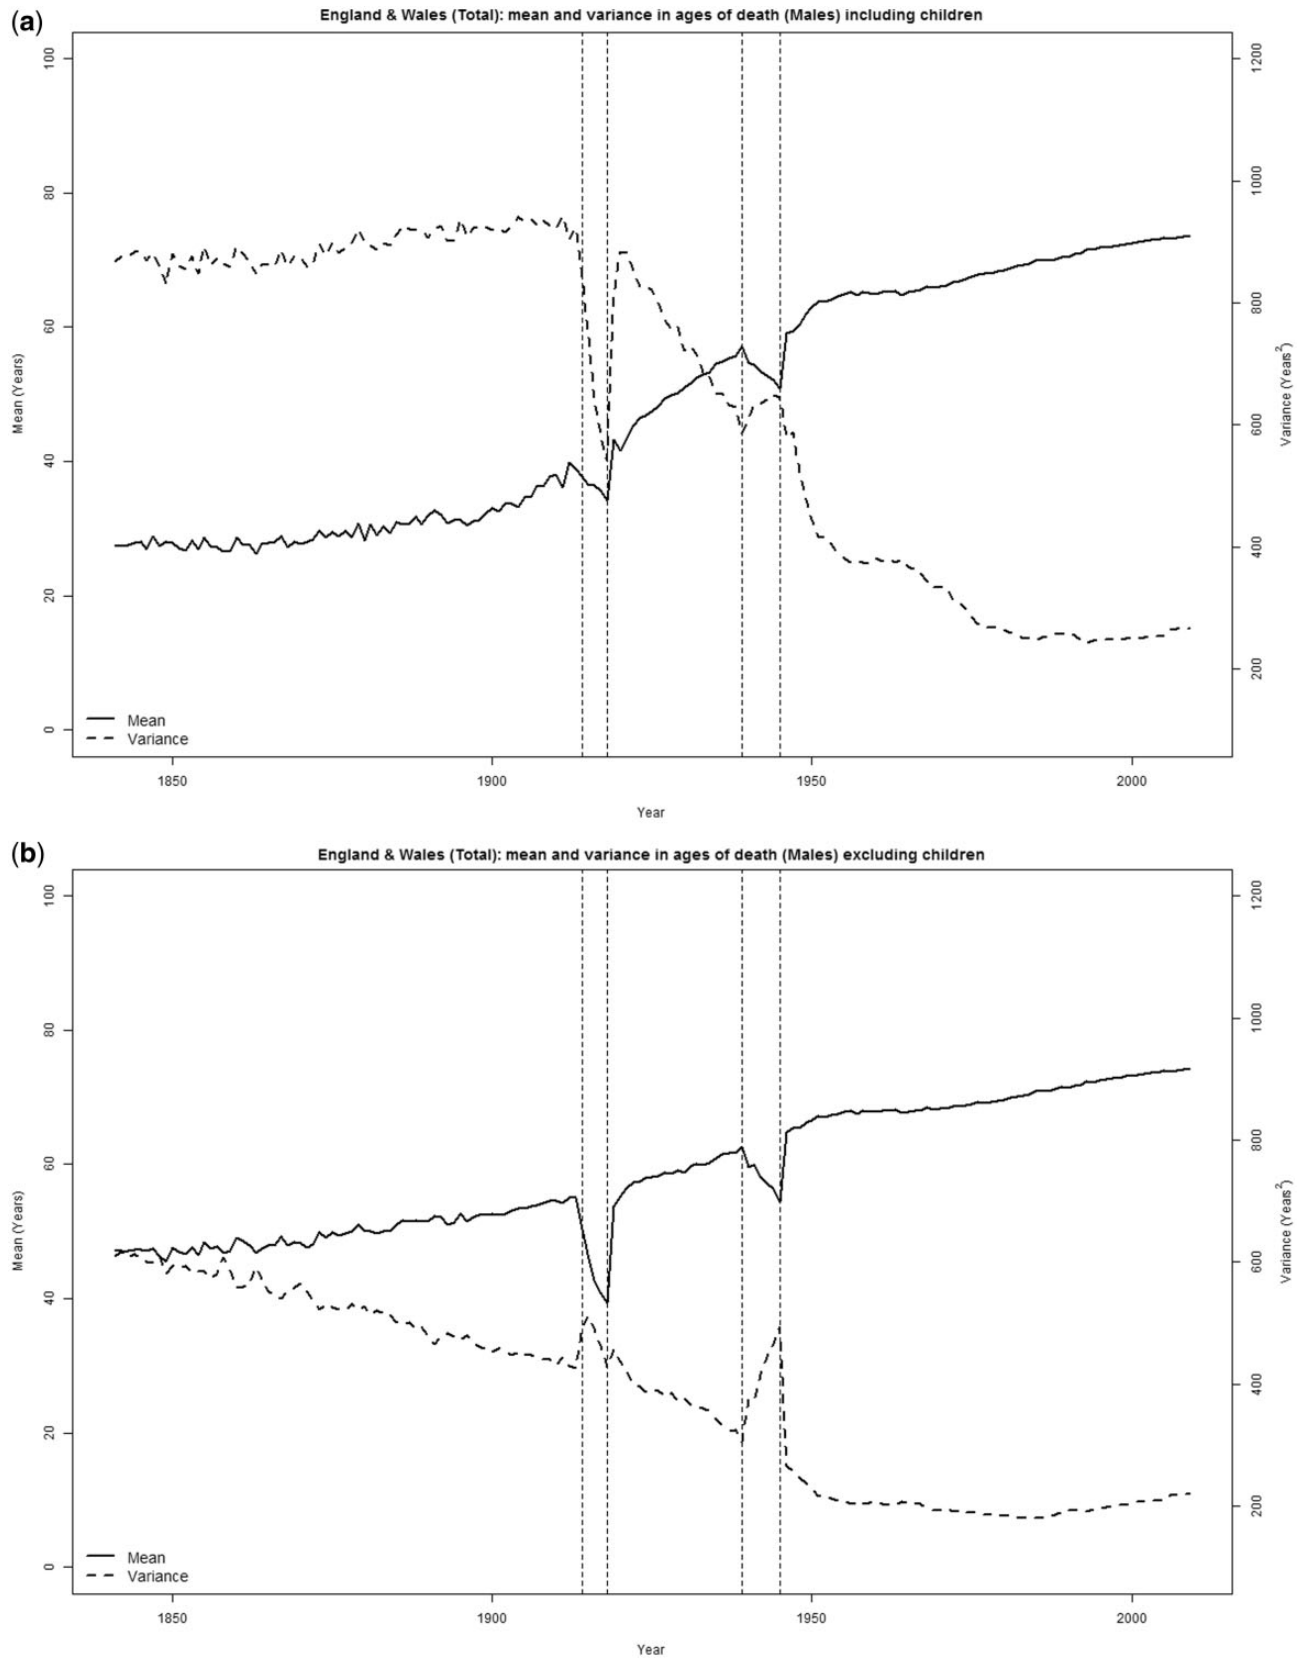 (a)
England & Wales (Total): mean and variance in ages of death (Males) including children
100
80
60
40
20
0
Mean (Years)
1200
1000
800
600
400
200
Variance (Years²)
Mean
Variance
1850 1900 1950 2000
Year
(b)
England & Wales (Total): mean and variance in ages of death (Males) excluding children
100
80
60
40
20
0
Mean (Years)
1200
1000
800
600
400
200
Variance (Years²)
Mean
Variance
1850 1900 1950 2000
Year